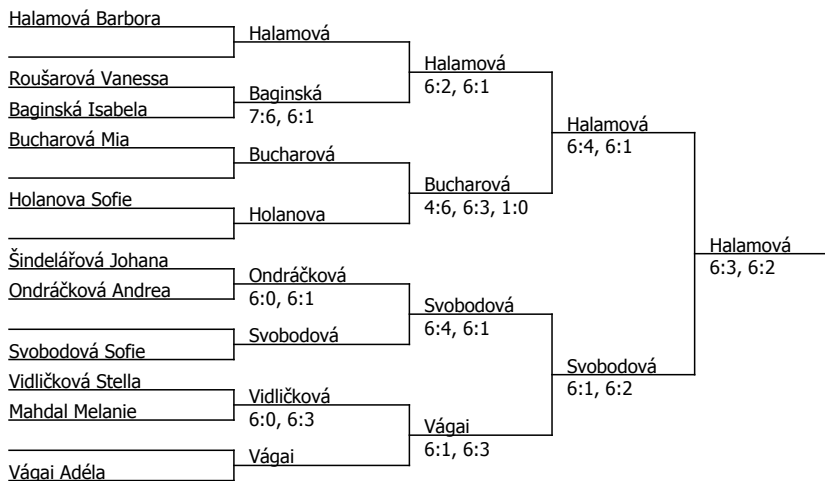 Halamová Barbora
Halamová
Halamová
6:2, 6:1
Roušarová Vanessa
Baginská
7:6, 6:1
Baginská Isabela
Halamová
6:4, 6:1
Bucharová Mia
Bucharová
Bucharová
4:6, 6:3, 1:0
Holanova Sofie
Holanova
Halamová
6:3, 6:2
Šindelářová Johana
Ondráčková
6:0, 6:1
Ondráčková Andrea
Svobodová
6:4, 6:1
Svobodová
Svobodová Sofie
Svobodová
6:1, 6:2
Vidličková Stella
Vidličková
6:0, 6:3
Mahdal Melanie
Vágai
6:1, 6:3
Vágai
Vágai Adéla